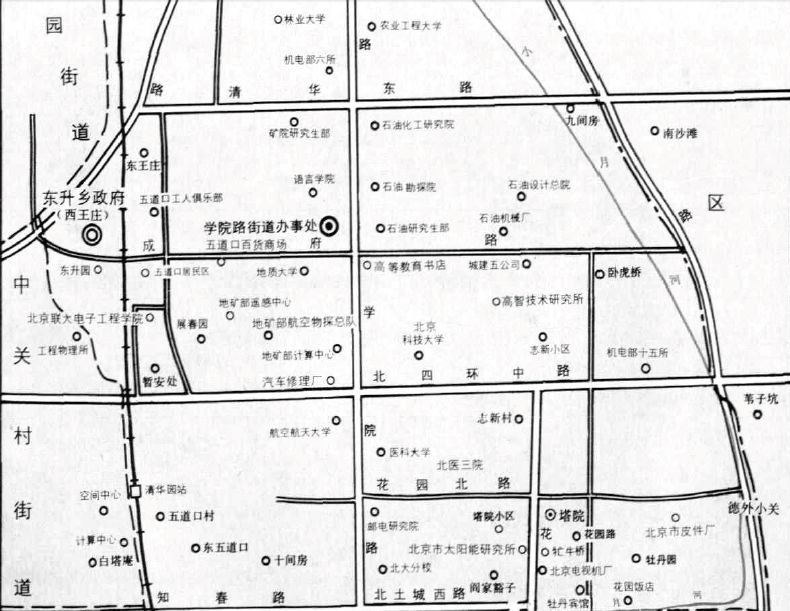 园
街
道
林业大学
农业工程大学
路
小
机电部六所
路 清 华 东 路
九间房
月
南沙滩
矿院研究生部
石油化工研究院
东王庄
语言学院
石油勘探院
石油设计总院
区
东升乡政府
(西王庄)
五道口工人俱乐部
石油机械厂
路
学院路街道办事处
石油研究生部
成 府 路
五道口百货商场
河
东升园
五道口居民区
地质大学
高等教育书店
城建五公司
卧虎桥
中
地矿部遥感中心
高智技术研究所
学
北京联大电子工程学院
展春园
地矿部航空物探总队
北京
科技大学
工程物理所
地矿部计算中心
志新小区
机电部十五所
关
暂安处
汽车修理厂
北 四 环 中 路
苇子坑
村
航空航天大学
院
志新村
医科大学
北医三院
花 园 北 路
清华园站
空间中心
街
五道口村
邮电研究院
塔院小区
塔院
德外小关
花
花园路
北京市皮件厂
计算中心
东五道口
路
北京市太阳能研究所
牤牛桥
白塔庵
十间房
牡丹园
北大分校
阎家豁子
北京电视机厂
道
知 春 路
北土城西路
牡丹宾馆
花园饭店
月
河